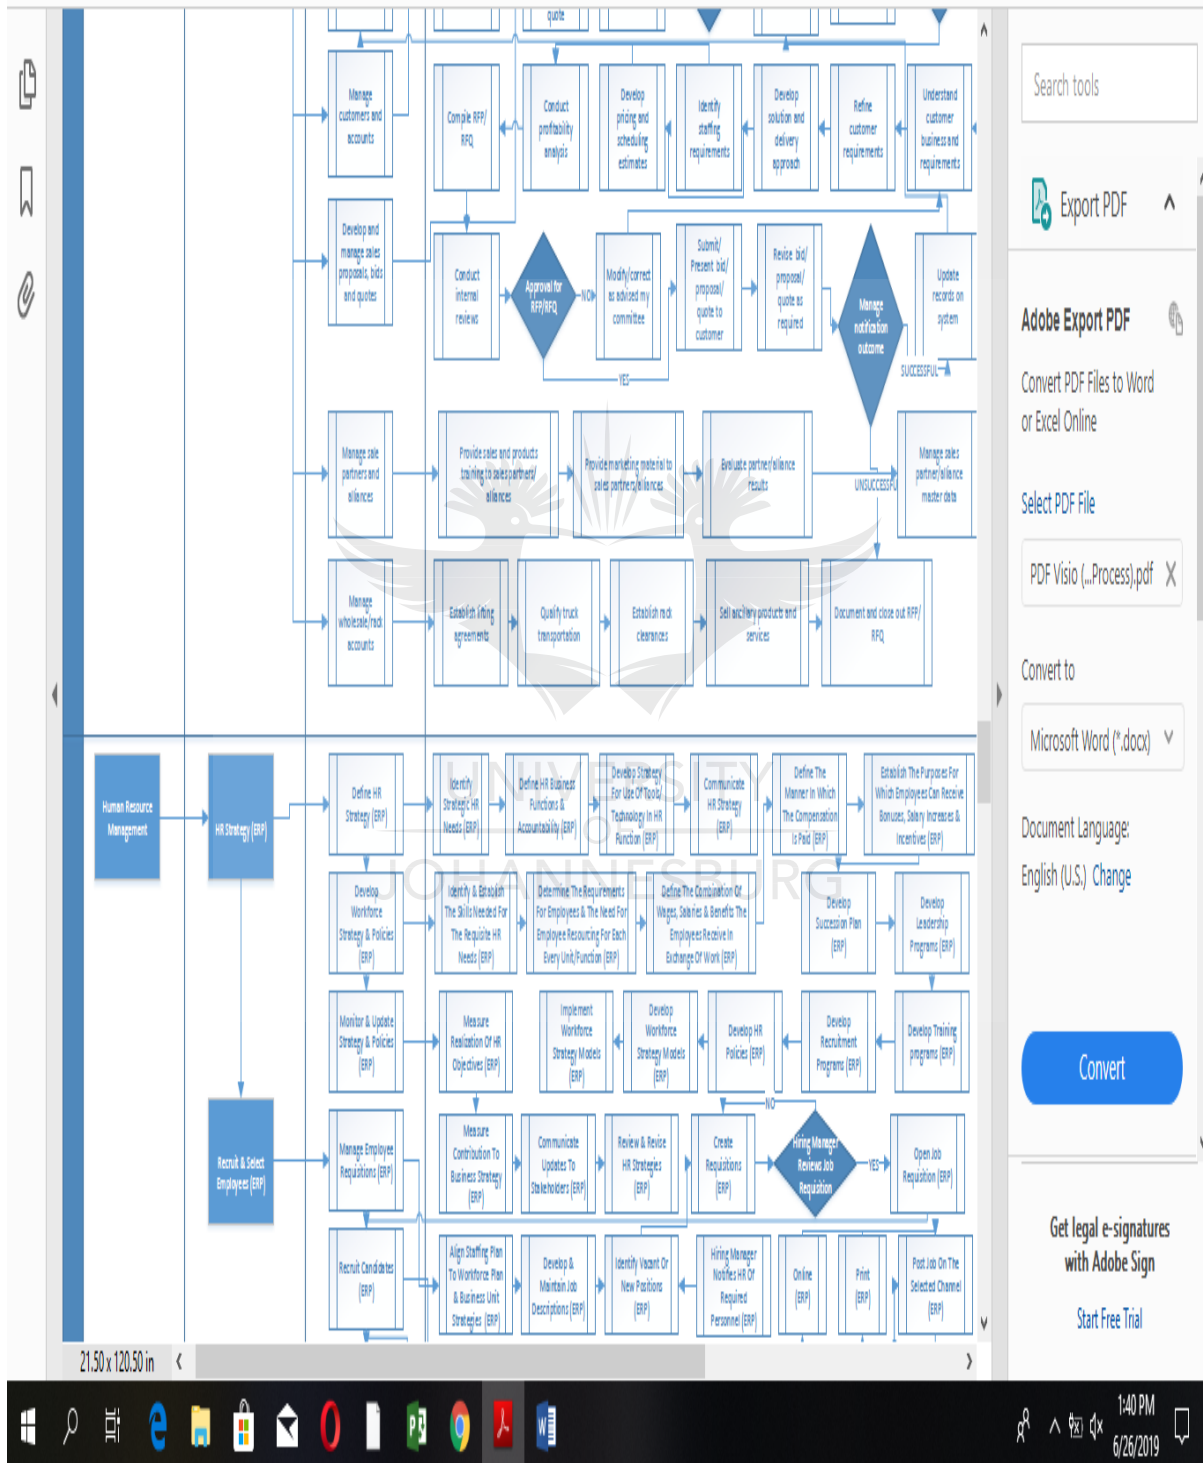 quote
Manage
customers and
accounts
Compile RFP/
RFQ
Conduct
profitability
analysis
Develop
pricing and
scheduling
estimates
Identify
staffing
requirements
Develop
solution and
delivery
approach
Refine
customer
requirements
Understand
customer
business and
requirements
Develop and
manage sales
proposals, bids
and quotes
Conduct
internal
reviews
Approval for
RFP/RFQ
NO
YES
Modify/correct
as advised my
committee
Submit/
Present bid/
proposal/
quote to
customer
Revise bid/
proposal/
quote as
required
Manage
notification
outcome
SUCCESSFUL
UNSUCCESSFU
Update
records on
system
Manage sale
partners and
alliances
Provide sales and products
training to sales partners/
alliances
Provide marketing material to
sales partners/alliances
Evaluate partner/alliance
results
Manage sales
partner/alliance
master data
Manage
wholesale/rack
accounts
Establish lifting
agreements
Qualify truck
transportation
Establish rack
clearances
Sell ancillary products and
services
Document and close out RFP/
RFQ
Human Resource
Management
HR Strategy (ERP)
Define HR
Strategy (ERP)
Identify
Strategic HR
Needs (ERP)
Define HR Business
Functions &
Accountability (ERP)
Develop Strategy
For Use Of Tools/
Technology In HR
Function (ERP)
Communicate
HR Strategy
(ERP)
Define The
Manner In Which
The Compensation
Is Paid (ERP)
Establish The Purposes For
Which Employees Can Receive
Bonuses, Salary Increases &
Incentives (ERP)
Develop
Workforce
Strategy & Policies
(ERP)
Identify & Establish
The Skills Needed For
The Requisite HR
Needs (ERP)
Determine The Requirements
For Employees & The Need For
Employee Resourcing For Each
Every Unit/Function (ERP)
Define The Combination Of
Wages, Salaries & Benefits The
Employees Receive In
Exchange Of Work (ERP)
Develop
Succession Plan
(ERP)
Develop
Leadership
Programs (ERP)
Monitor & Update
Strategy & Policies
(ERP)
Measure
Realization Of HR
Objectives (ERP)
Implement
Workforce
Strategy Models
(ERP)
Develop
Workforce
Strategy Models
(ERP)
Develop HR
Policies (ERP)
Develop
Recruitment
Programs (ERP)
Develop Training
programs (ERP)
Recruit & Select
Employees (ERP)
Manage Employee
Requisitions (ERP)
Measure
Contribution To
Business Strategy
(ERP)
Communicate
Updates To
Stakeholders (ERP)
Review & Revise
HR Strategies
(ERP)
Create
Requisitions
(ERP)
NO
Hiring Manager
Reviews Job
Requisition
YES
Open Job
Requisition (ERP)
Recruit Candidates
(ERP)
Align Staffing Plan
To Workforce Plan
& Business Unit
Strategies (ERP)
Develop &
Maintain Job
Descriptions (ERP)
Identify Vacant Or
New Positions
(ERP)
Hiring Manager
Notifies HR Of
Required
Personnel (ERP)
Online
(ERP)
Print
(ERP)
Post Job On The
Selected Channel
(ERP)
UNIVERSITY
OF
JOHANNESBURG
21.50 x 120.50 in
Search tools
Export PDF
Adobe Export PDF
Convert PDF Files to Word
or Excel Online
Select PDF File
PDF Visio (...Process).pdf
Convert to
Microsoft Word (*.docx)
Document Language:
English (U.S.) Change
Convert
Get legal e-signatures
with Adobe Sign
Start Free Trial
1:40 PM
6/26/2019